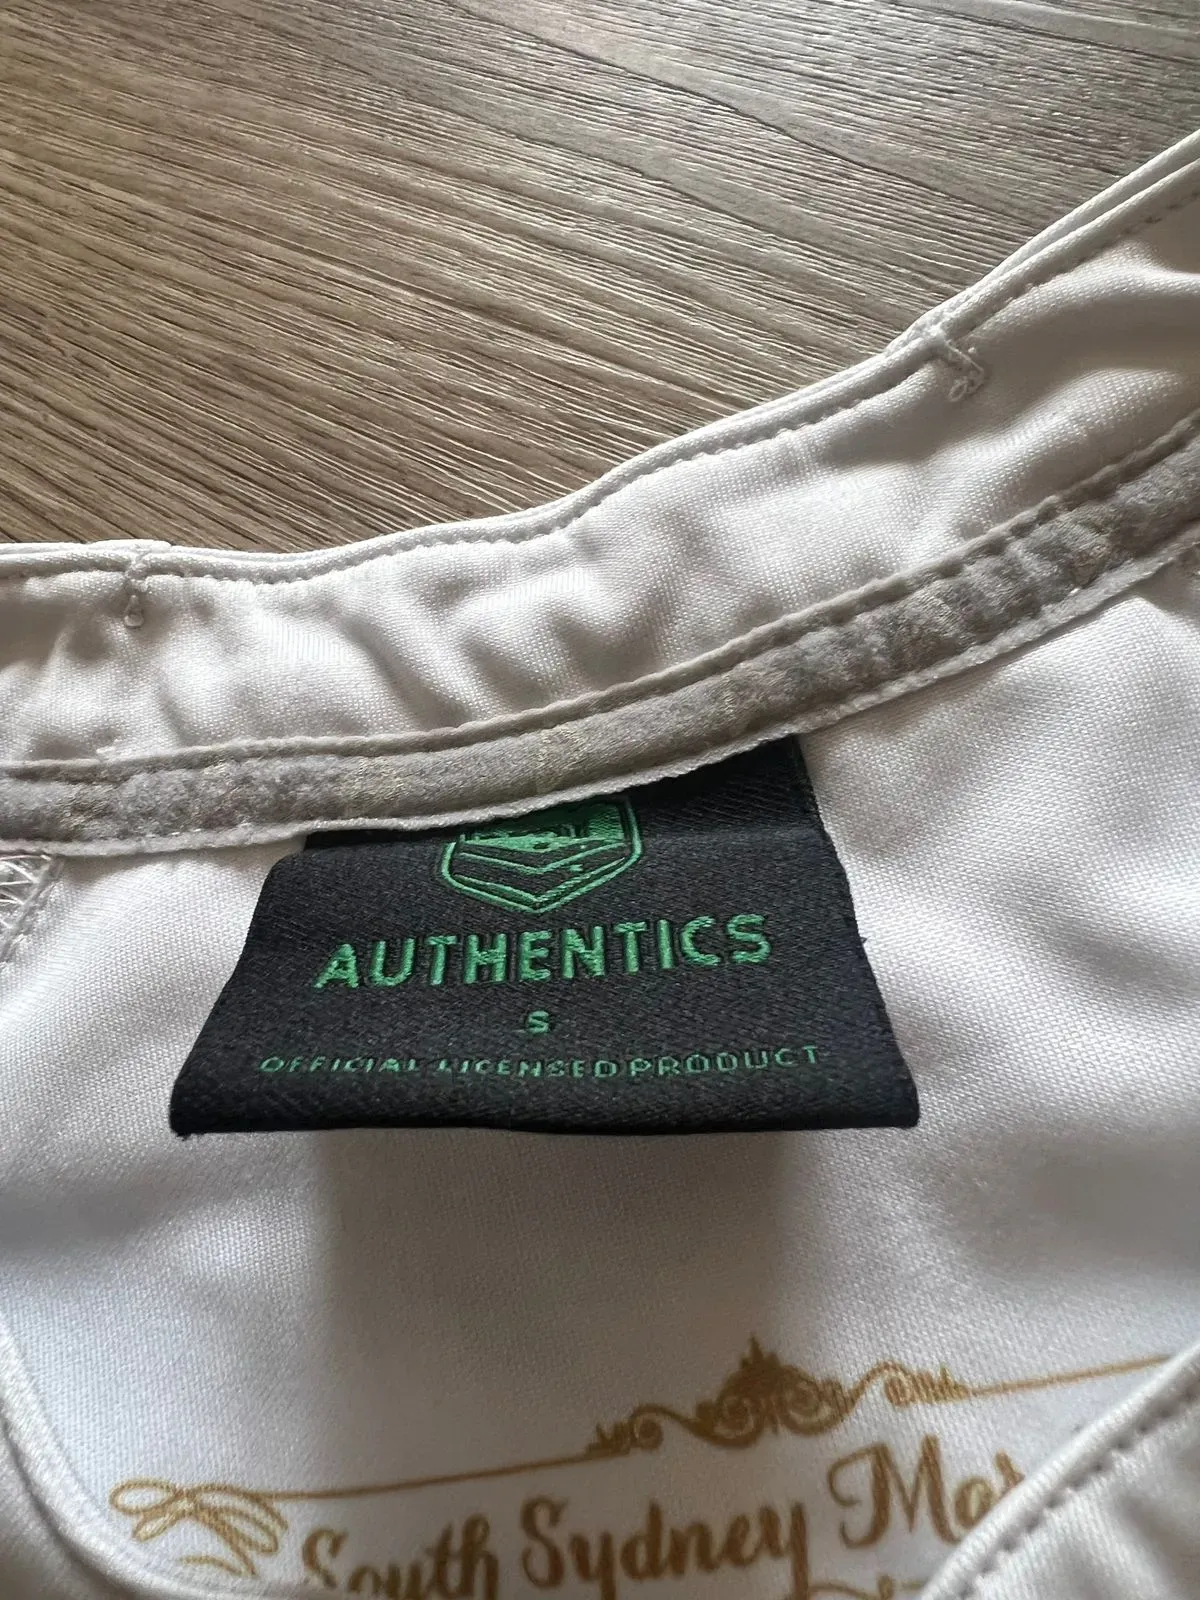 AUTHENTICS
S
OFFICIAL LICENSED PRODUCT
South Sydney